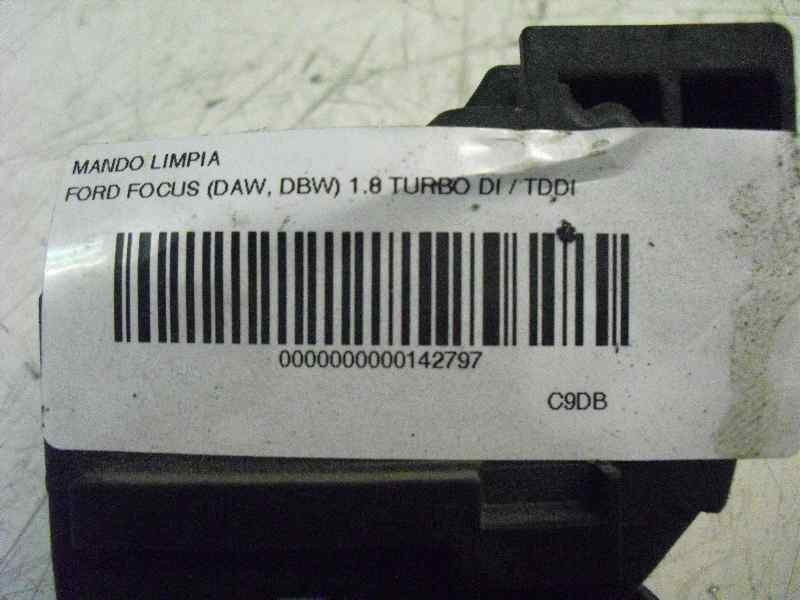 MANDO LIMPIA
FORD FOCUS (DAW, DBW) 1.8 TURBO DI / TDDI
0000000000142797
C9DB